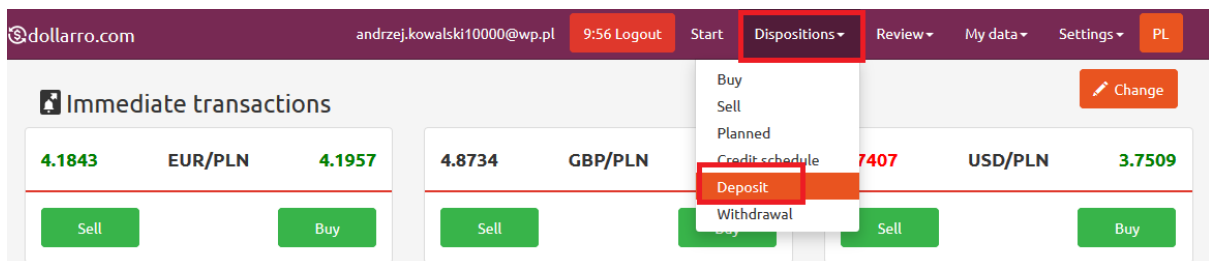 dollarro.com andrzej.kowalski10000@wp.pl 9:56 Logout Start Dispositions Review My data Settings PL
Buy
Sell
Planned
Credit schedule
Deposit
Withdrawal
Immediate transactions
Change
4.1843 EUR/PLN 4.1957
Sell Buy
4.8734 GBP/PLN
Sell Buy
7407 USD/PLN 3.7509
Sell Buy